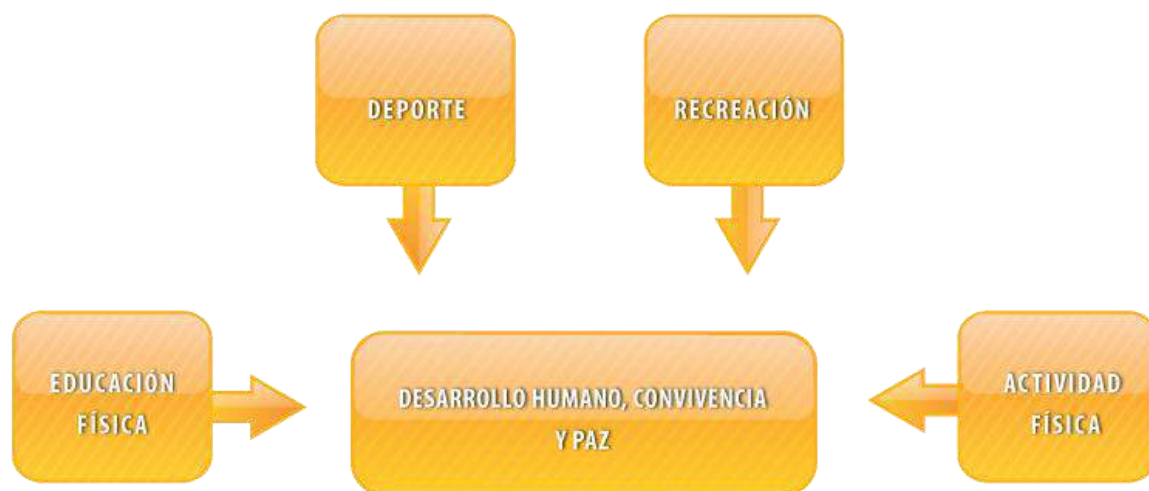 DEPORTE
RECREACIÓN
EDUCACIÓN
FÍSICA
DESARROLLO HUMANO, CONVIVENCIA
Y PAZ
ACTIVIDAD
FÍSICA